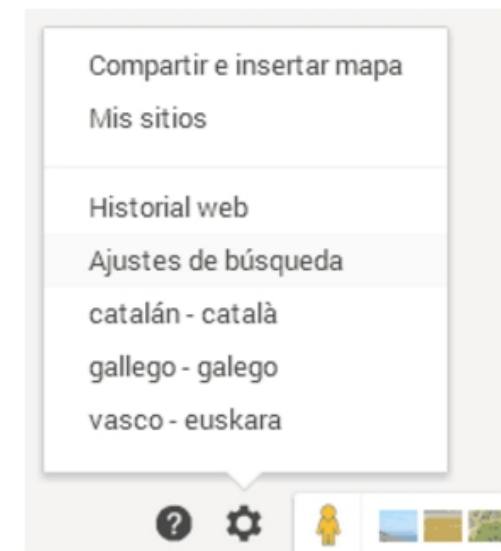 Compartir e insertar mapa
Mis sitios
Historial web
Ajustes de búsqueda
catalán - català
gallego - galego
vasco - euskara
?